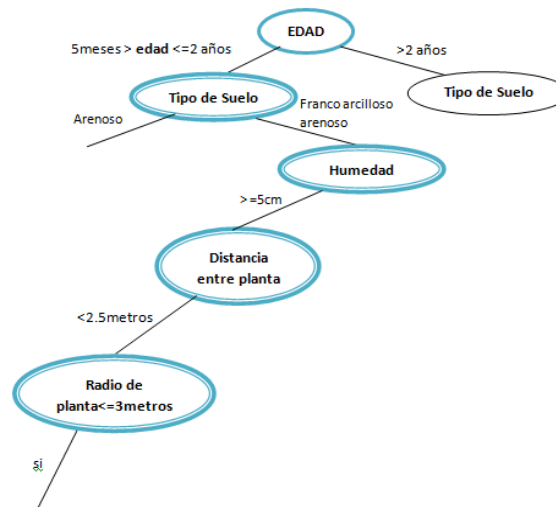 EDAD
5meses > edad <=2 años
>2 años
Tipo de Suelo
Tipo de Suelo
Arenoso
Franco arcilloso
arenoso
Humedad
>=5cm
Distancia
entre planta
<2.5metros
Radio de
planta<=3metros
si